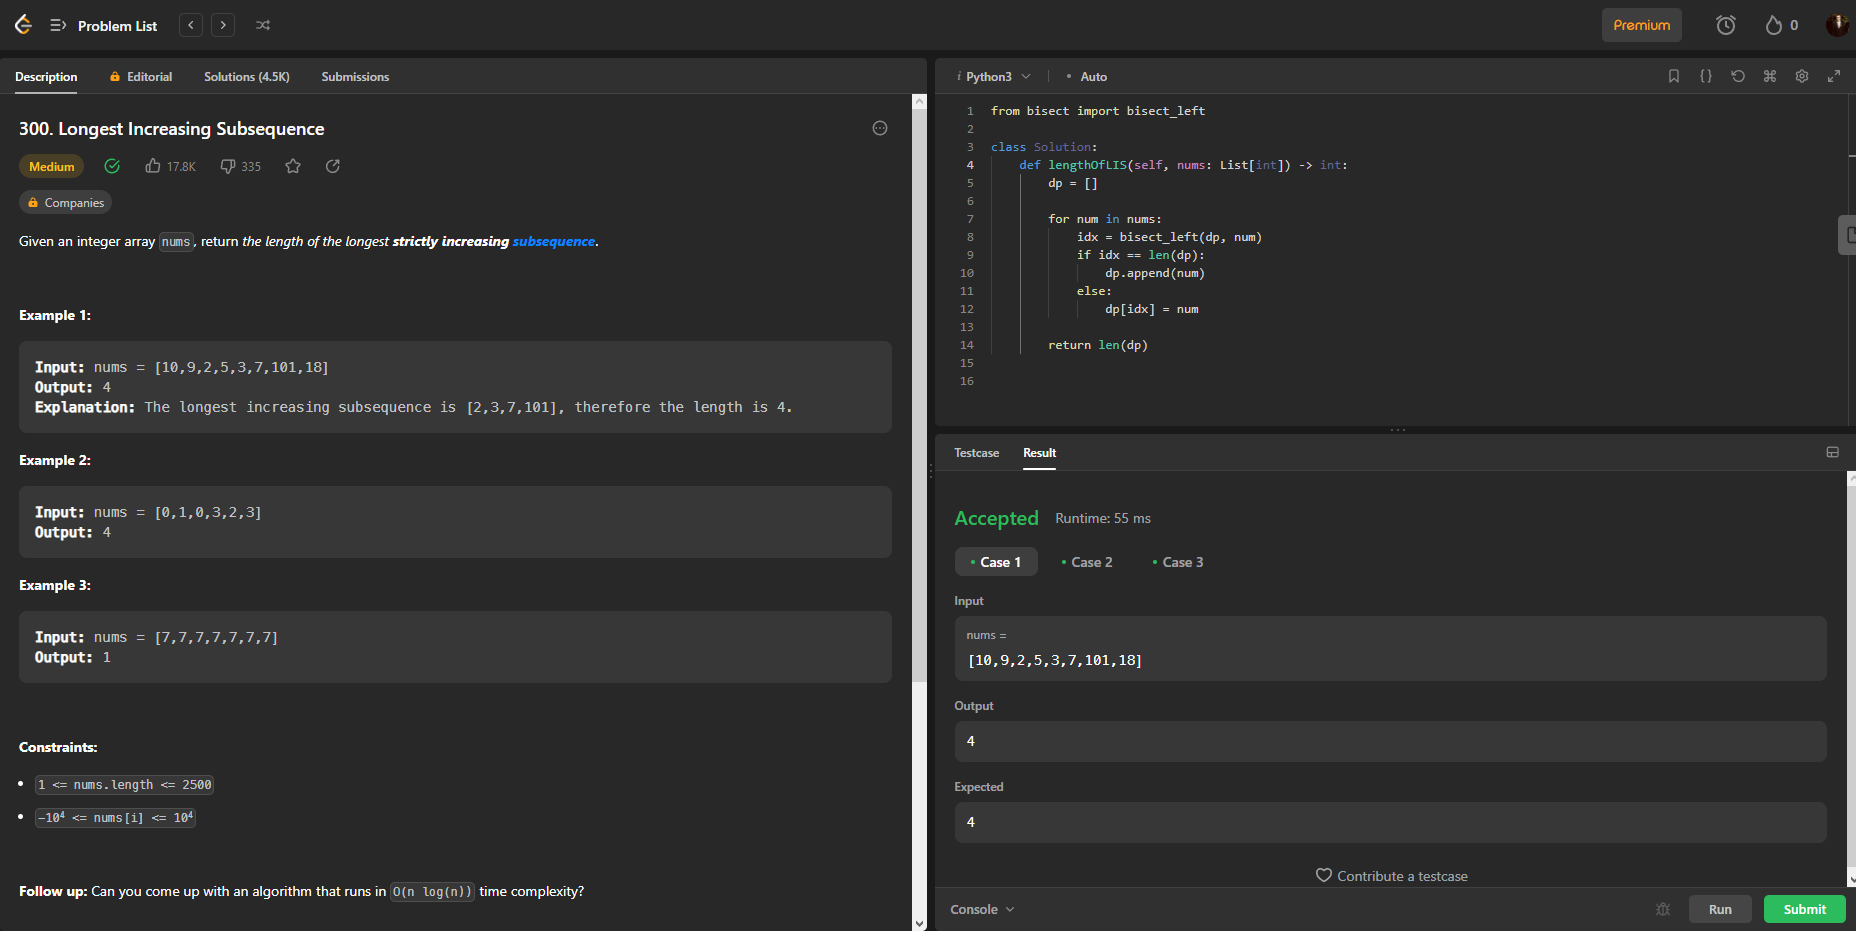 Problem List
Premium
0
Description
Editorial
Solutions (4.5K)
Submissions
300. Longest Increasing Subsequence
Medium
17.8K
335
Companies
Given an integer array nums, return the length of the longest strictly increasing subsequence.
Example 1:
Input: nums = [10,9,2,5,3,7,101,18]
Output: 4
Explanation: The longest increasing subsequence is [2,3,7,101], therefore the length is 4.
Example 2:
Input: nums = [0,1,0,3,2,3]
Output: 4
Example 3:
Input: nums = [7,7,7,7,7,7,7]
Output: 1
Constraints:
1 <= nums.length <= 2500
-10⁴ <= nums[i] <= 10⁴
Follow up: Can you come up with an algorithm that runs in O(n log(n)) time complexity?
i Python3
Auto
1 from bisect import bisect_left
2
3 class Solution:
4 def lengthOfLIS(self, nums: List[int]) -> int:
5 dp = []
6
7 for num in nums:
8 idx = bisect_left(dp, num)
9 if idx == len(dp):
10 dp.append(num)
11 else:
12 dp[idx] = num
13
14 return len(dp)
15
16
Testcase
Result
Accepted
Runtime: 55 ms
Case 1
Case 2
Case 3
Input
nums =
[10,9,2,5,3,7,101,18]
Output
4
Expected
4
Contribute a testcase
Console
Run
Submit